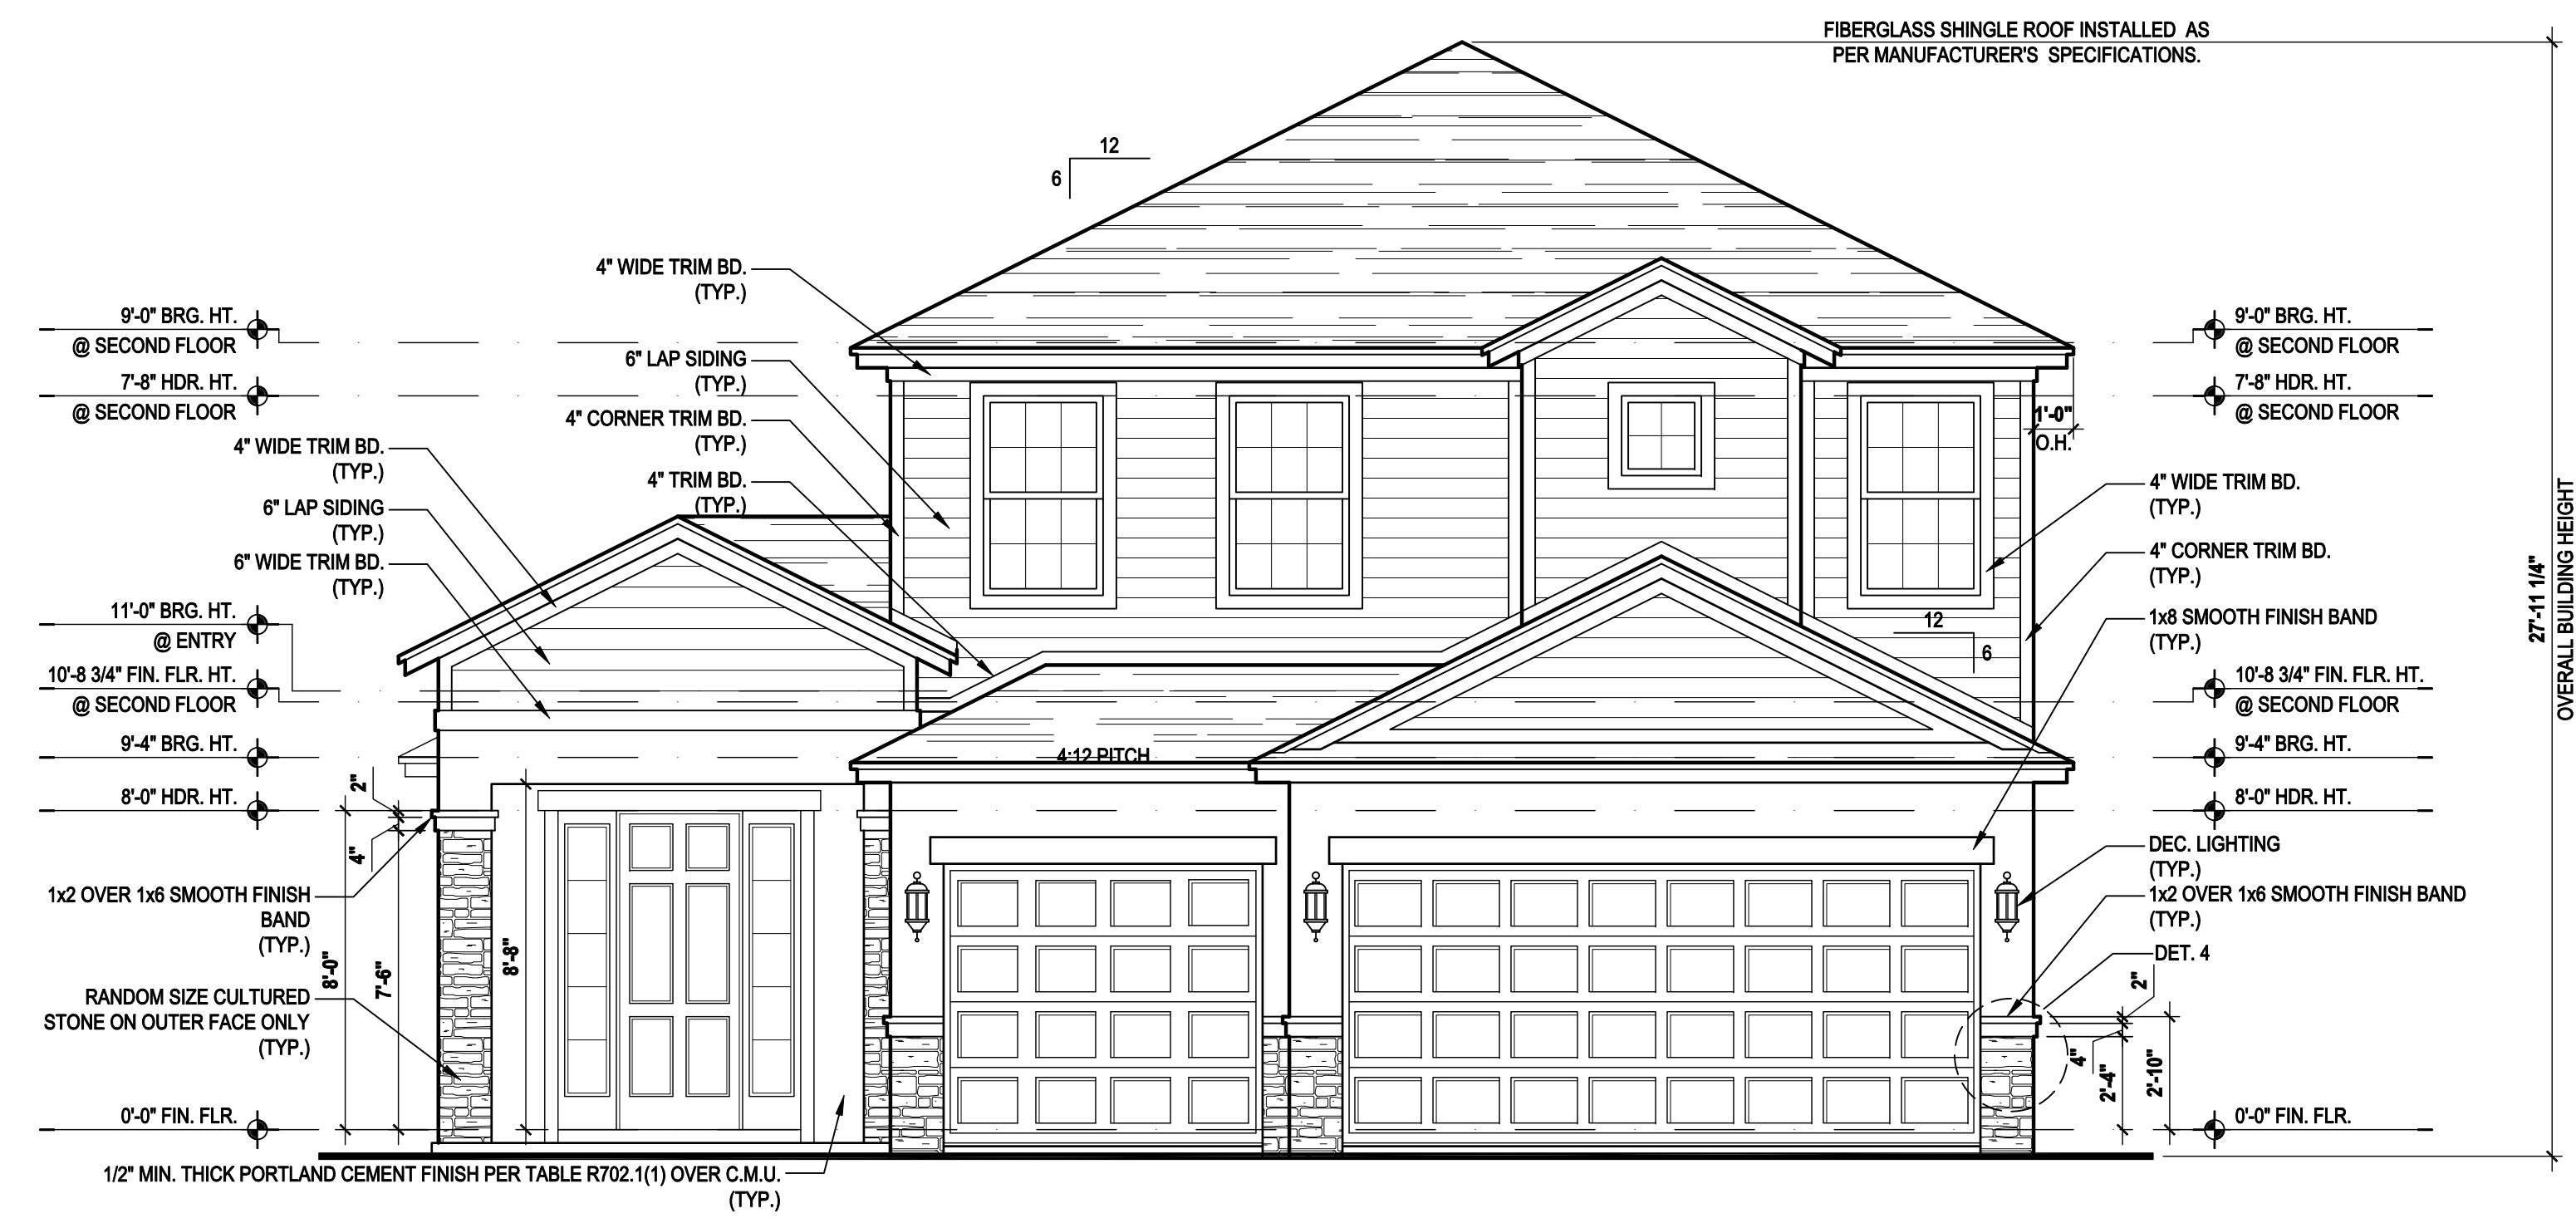 FIBERGLASS SHINGLE ROOF INSTALLED AS
PER MANUFACTURER'S SPECIFICATIONS.
12
6
4" WIDE TRIM BD.
(TYP.)
9'-0" BRG. HT.
@ SECOND FLOOR
6" LAP SIDING
(TYP.)
7'-8" HDR. HT.
@ SECOND FLOOR
4" CORNER TRIM BD.
(TYP.)
4" WIDE TRIM BD.
(TYP.)
4" TRIM BD.
(TYP.)
6" LAP SIDING
(TYP.)
6" WIDE TRIM BD.
(TYP.)
11'-0" BRG. HT.
@ ENTRY
10'-8 3/4" FIN. FLR. HT.
@ SECOND FLOOR
9'-4" BRG. HT.
8'-0" HDR. HT.
2"
4"
1x2 OVER 1x6 SMOOTH FINISH
BAND
(TYP.)
8'-0"
7'-6"
8'-8"
RANDOM SIZE CULTURED
STONE ON OUTER FACE ONLY
(TYP.)
0'-0" FIN. FLR.
1/2" MIN. THICK PORTLAND CEMENT FINISH PER TABLE R702.1(1) OVER C.M.U.
(TYP.)
4:12 PITCH
12
6
9'-0" BRG. HT.
@ SECOND FLOOR
7'-8" HDR. HT.
@ SECOND FLOOR
1'-0"
O.H.
4" WIDE TRIM BD.
(TYP.)
4" CORNER TRIM BD.
(TYP.)
1x8 SMOOTH FINISH BAND
(TYP.)
10'-8 3/4" FIN. FLR. HT.
@ SECOND FLOOR
9'-4" BRG. HT.
8'-0" HDR. HT.
DEC. LIGHTING
(TYP.)
1x2 OVER 1x6 SMOOTH FINISH BAND
(TYP.)
DET. 4
2"
4"
2'-4"
2'-10"
0'-0" FIN. FLR.
27'-11 1/4"
OVERALL BUILDING HEIGHT